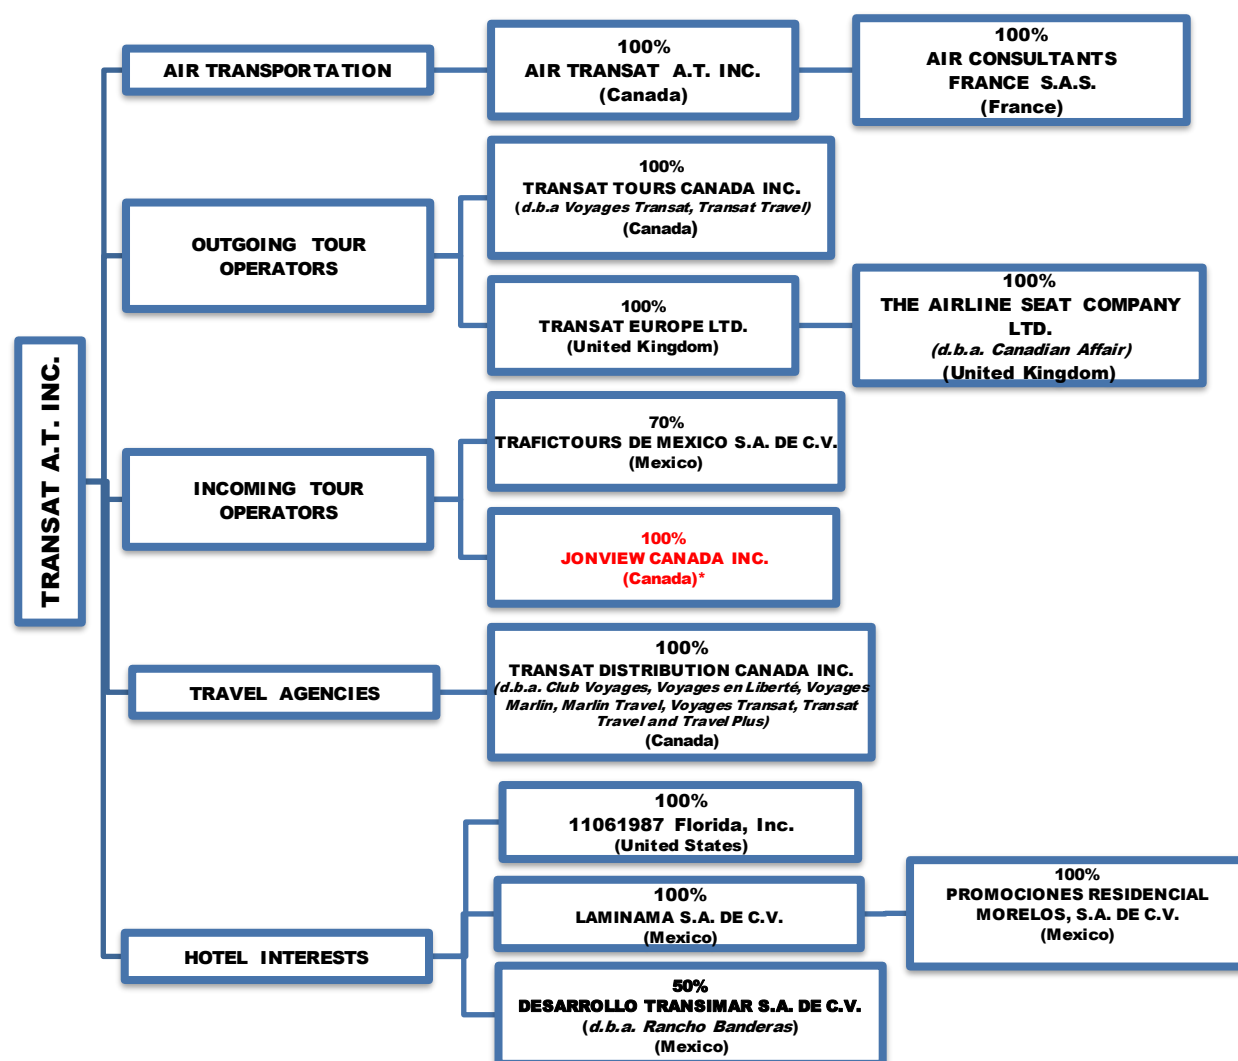 TRANSAT A.T. INC.
AIR TRANSPORTATION
100%
AIR TRANSAT A.T. INC.
(Canada)
100%
AIR CONSULTANTS
FRANCE S.A.S.
(France)
OUTGOING TOUR
OPERATORS
100%
TRANSAT TOURS CANADA INC.
(d.b.a Voyages Transat, Transat Travel)
(Canada)
100%
TRANSAT EUROPE LTD.
(United Kingdom)
100%
THE AIRLINE SEAT COMPANY
LTD.
(d.b.a. Canadian Affair)
(United Kingdom)
INCOMING TOUR
OPERATORS
70%
TRAFICTOURS DE MEXICO S.A. DE C.V.
(Mexico)
100%
JONVIEW CANADA INC.
(Canada)*
TRAVEL AGENCIES
100%
TRANSAT DISTRIBUTION CANADA INC.
(d.b.a. Club Voyages, Voyages en Liberté, Voyages
Marlin, Marlin Travel, Voyages Transat, Transat
Travel and Travel Plus)
(Canada)
HOTEL INTERESTS
100%
11061987 Florida, Inc.
(United States)
100%
LAMINAMA S.A. DE C.V.
(Mexico)
100%
PROMOCIONES RESIDENCIAL
MORELOS, S.A. DE C.V.
(Mexico)
50%
DESARROLLO TRANSIMAR S.A. DE C.V.
(d.b.a. Rancho Banderas)
(Mexico)